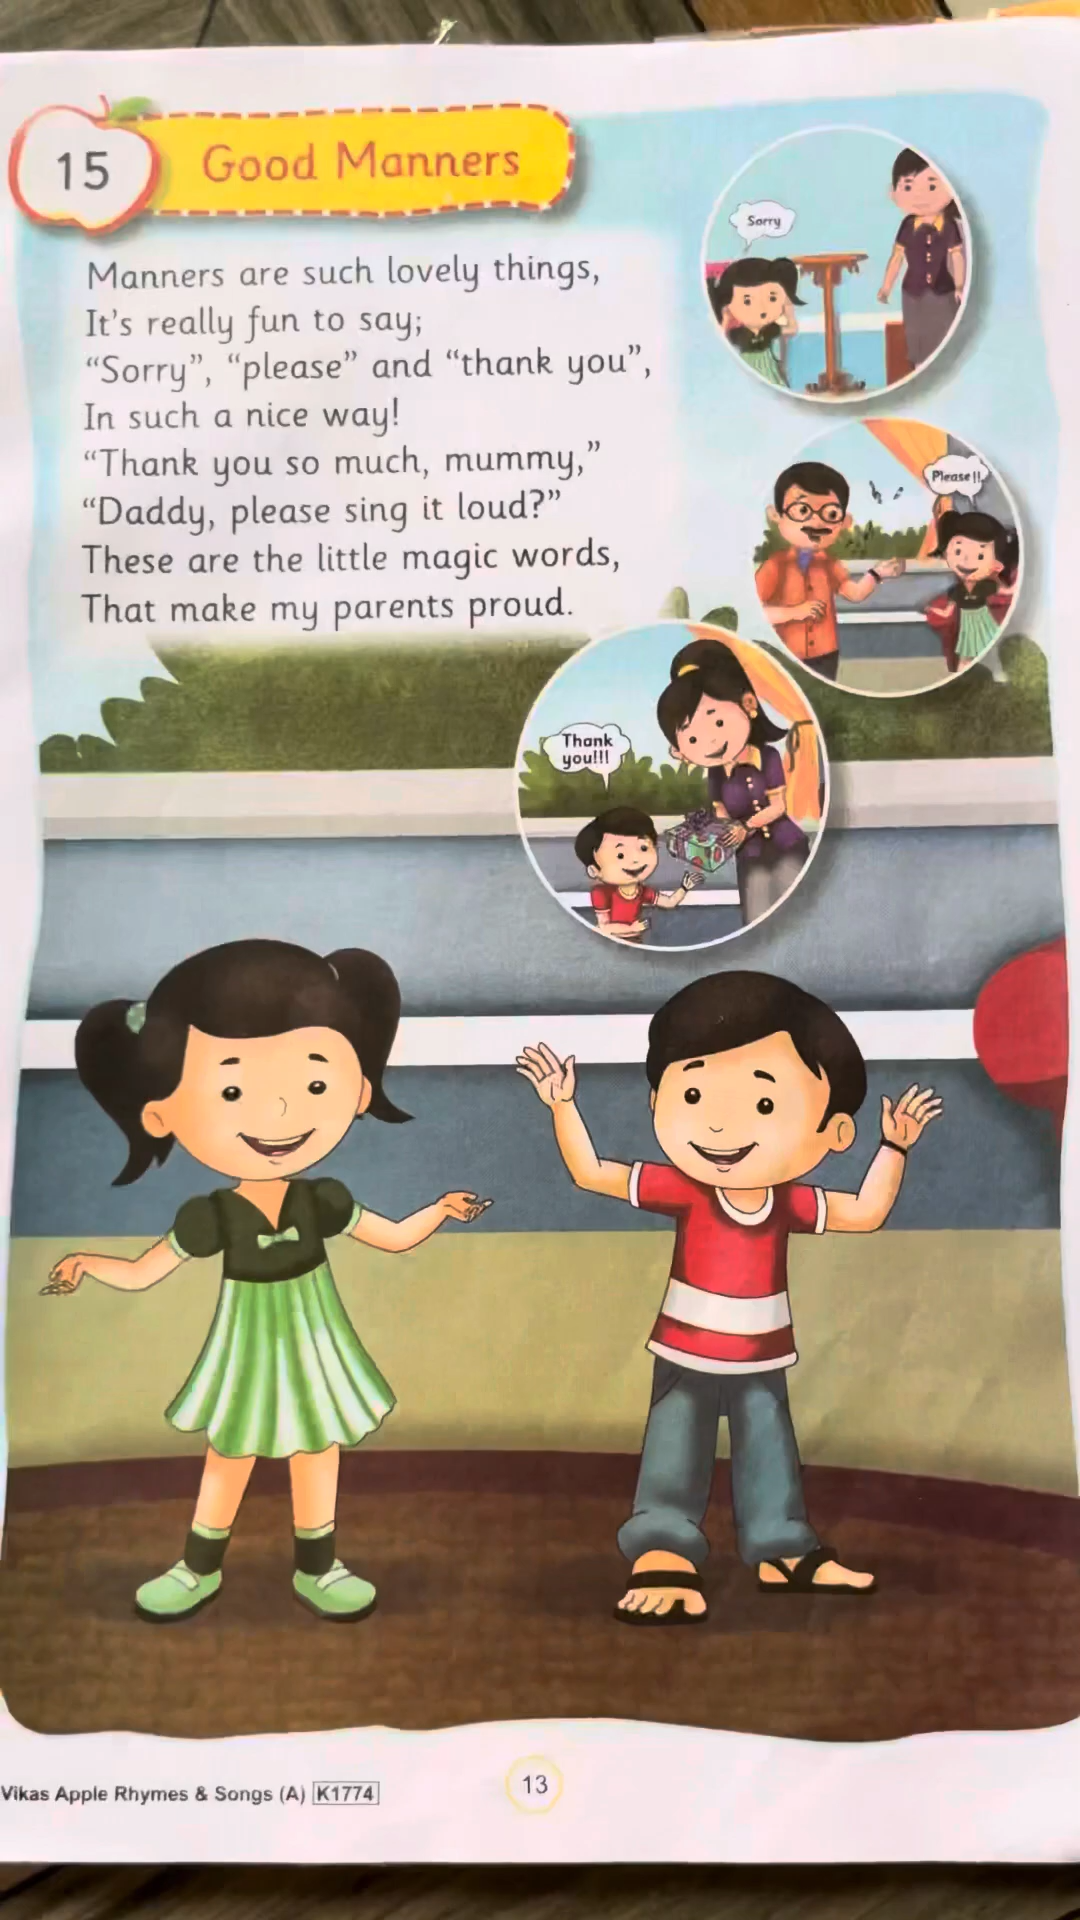 15
Good Manners
Manners are such lovely things,
It's really fun to say;
“Sorry”, “please” and “thank you”,
In such a nice way!
“Thank you so much, mummy,”
“Daddy, please sing it loud?”
These are the little magic words,
That make my parents proud.
Sorry
Please!!
Thank
you!!!
Vikas Apple Rhymes & Songs (A) K1774
13